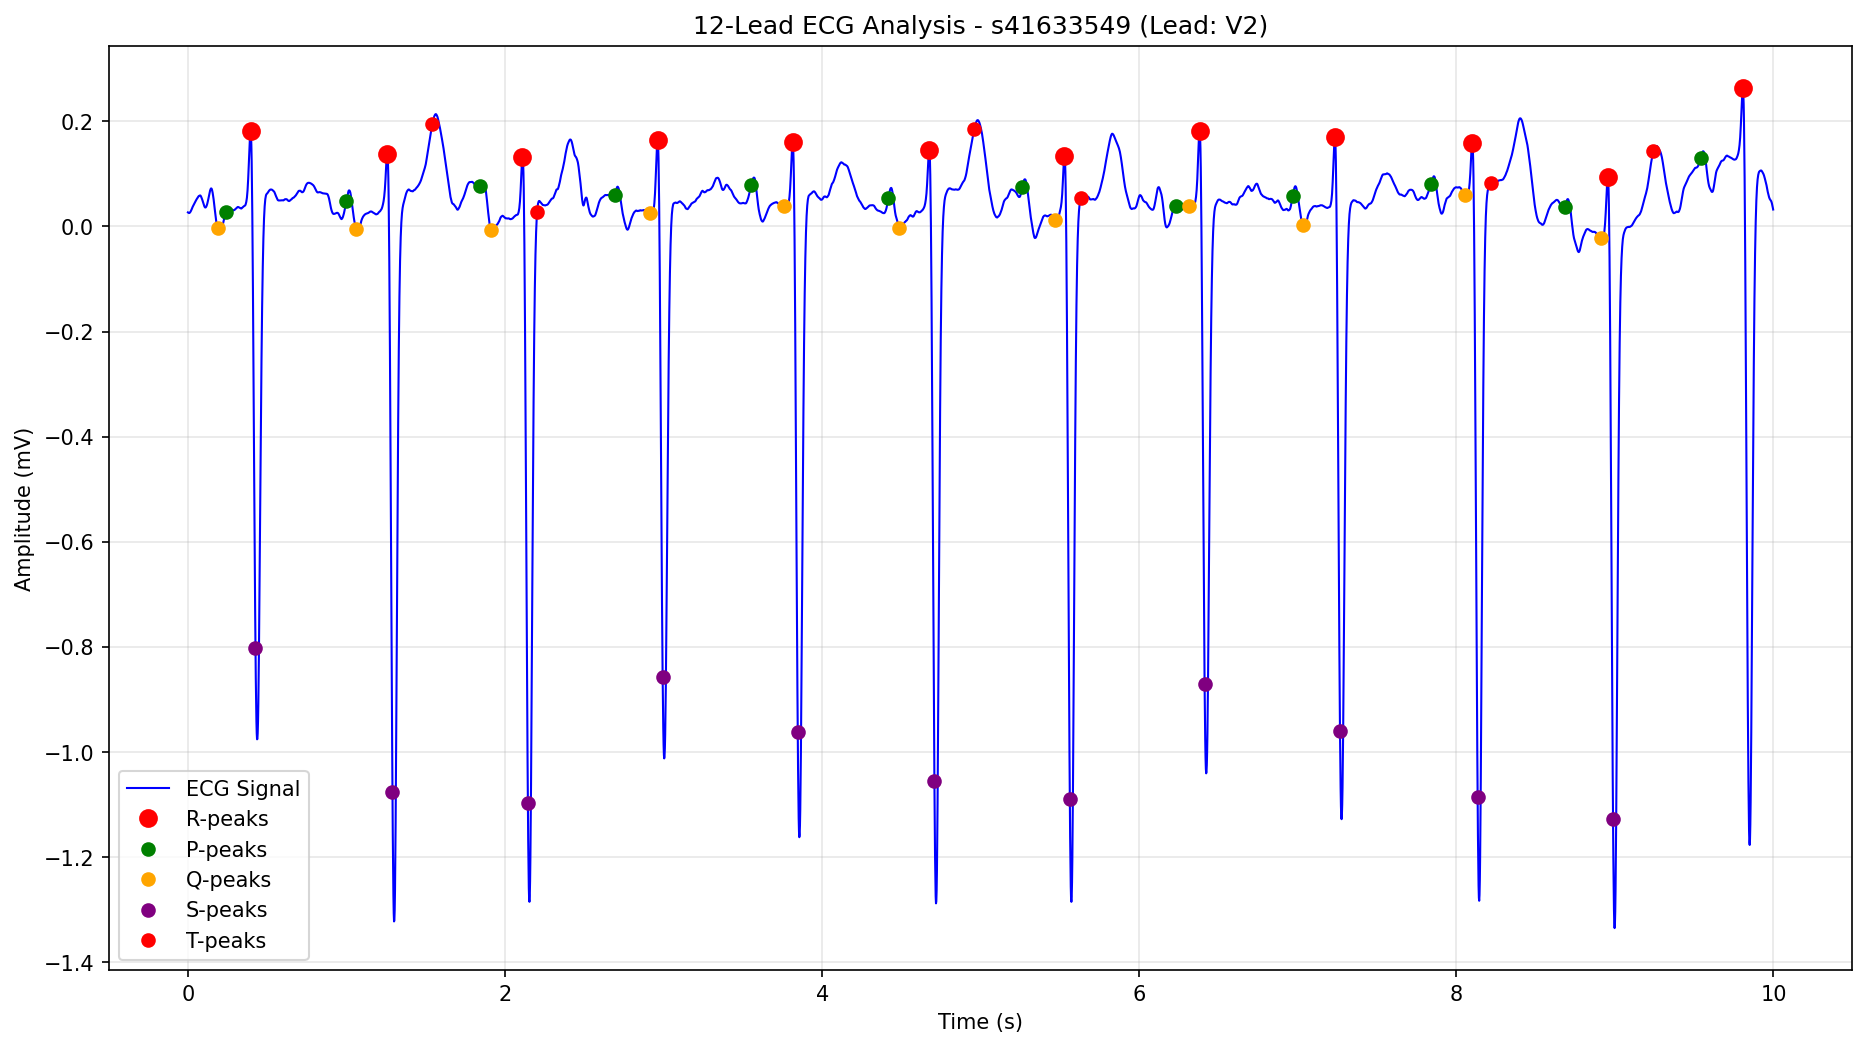 12-Lead ECG Analysis - s41633549 (Lead: V2)
Amplitude (mV)
0.2
0.0
−0.2
−0.4
−0.6
−0.8
−1.0
−1.2
−1.4
ECG Signal
R-peaks
P-peaks
Q-peaks
S-peaks
T-peaks
0 2 4 6 8 10
Time (s)